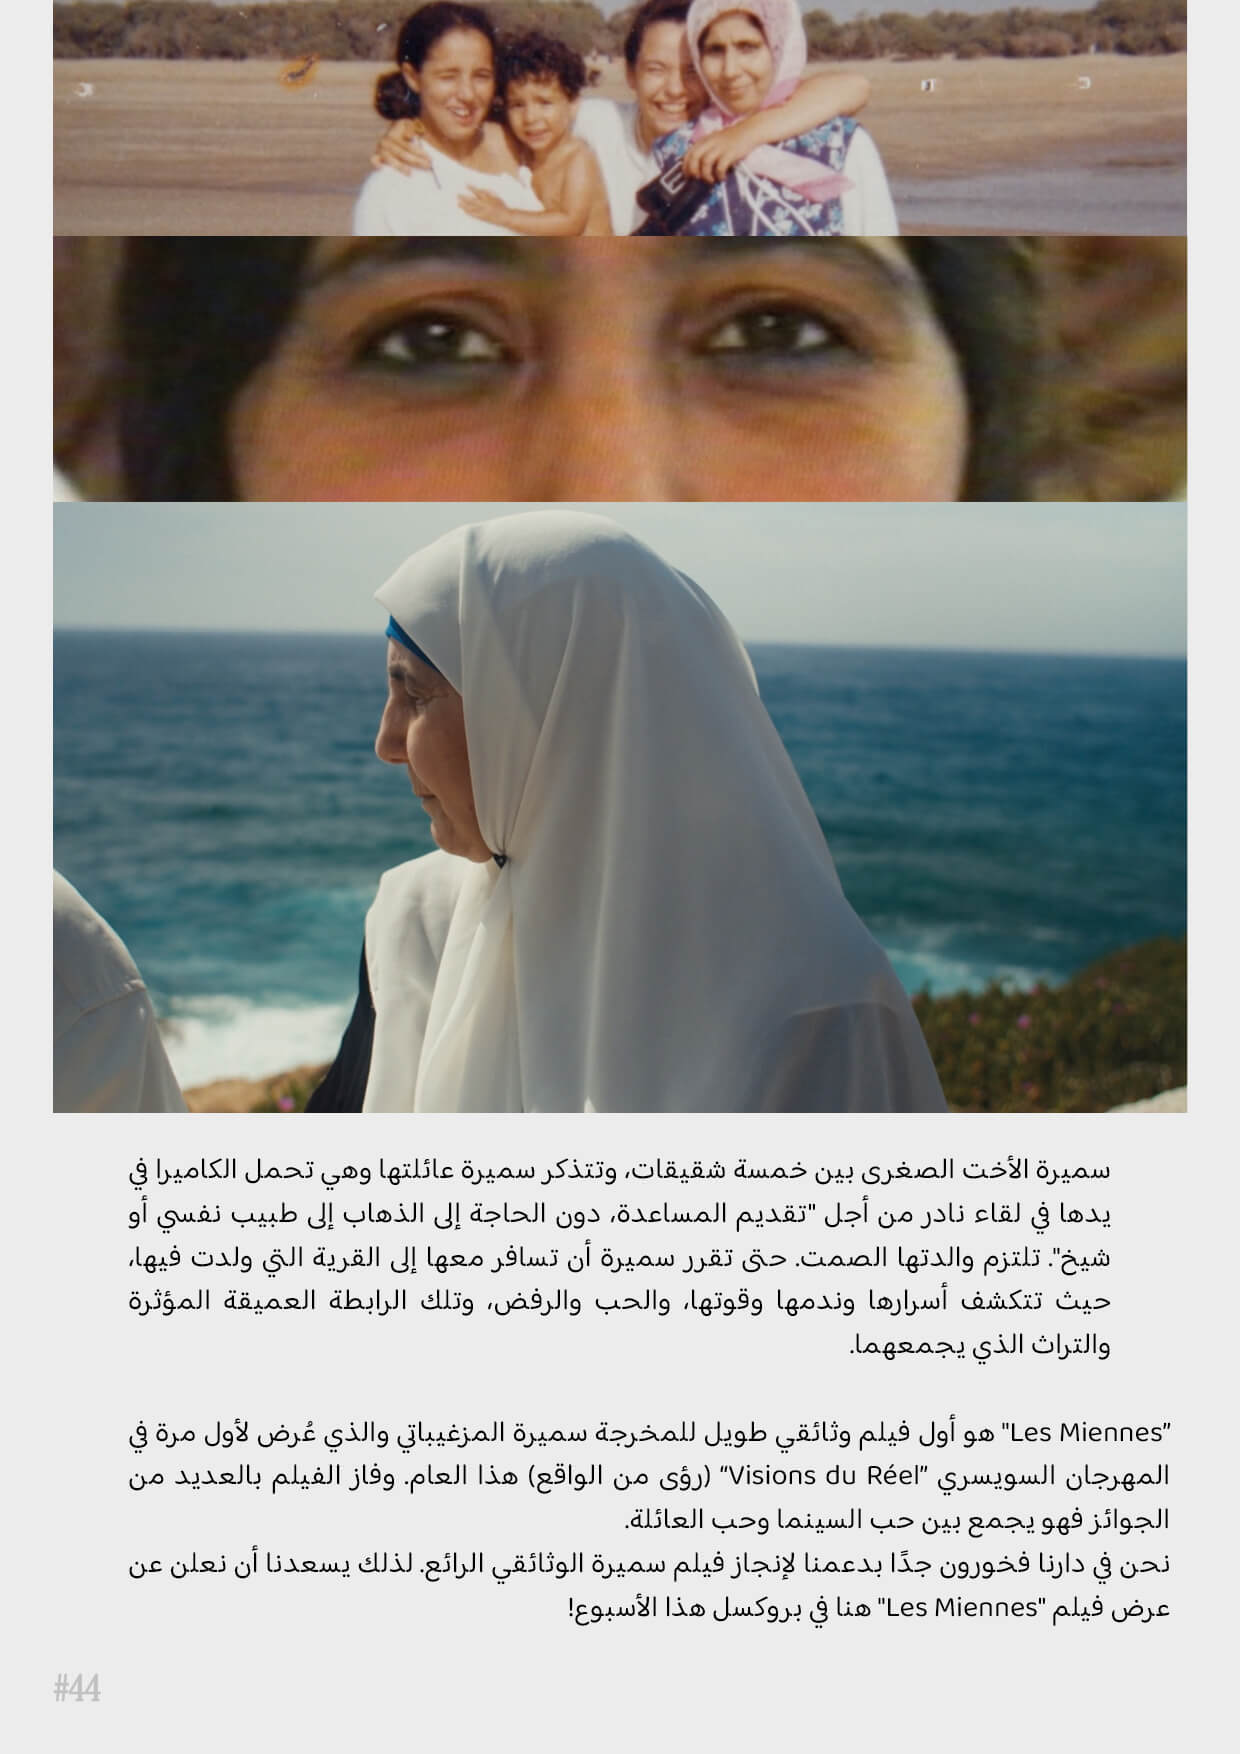 سميرة الأخت الصغرى بين خمسة شقيقات، وتتذكر سميرة عائلتها وهي تحمل الكاميرا في
يدها في لقاء نادر من أجل "تقديم المساعدة، دون الحاجة إلى الذهاب إلى طبيب نفسي أو
شيخ". تلتزم والدتها الصمت. حتى تقرر سميرة أن تسافر معها إلى القرية التي ولدت فيها،
حيث تتكشف أسرارها وندمها وقوتها، والحب والرفض، وتلك الرابطة العميقة المؤثرة
والتراث الذي يجمعهما.
"Les Miennes" هو أول فيلم وثائقي طويل للمخرجة سميرة المزغيباتي والذي عُرض لأول مرة في
المهرجان السويسري "Visions du Réel" (رؤى من الواقع) هذا العام. وفاز الفيلم بالعديد من
الجوائز فهو يجمع بين حب السينما وحب العائلة.
نحن في دارنا فخورون جدًا بدعمنا لإنجاز فيلم سميرة الوثائقي الرائع. لذلك يسعدنا أن نعلن عن
عرض فيلم "Les Miennes" هنا في بروكسل هذا الأسبوع!
#44